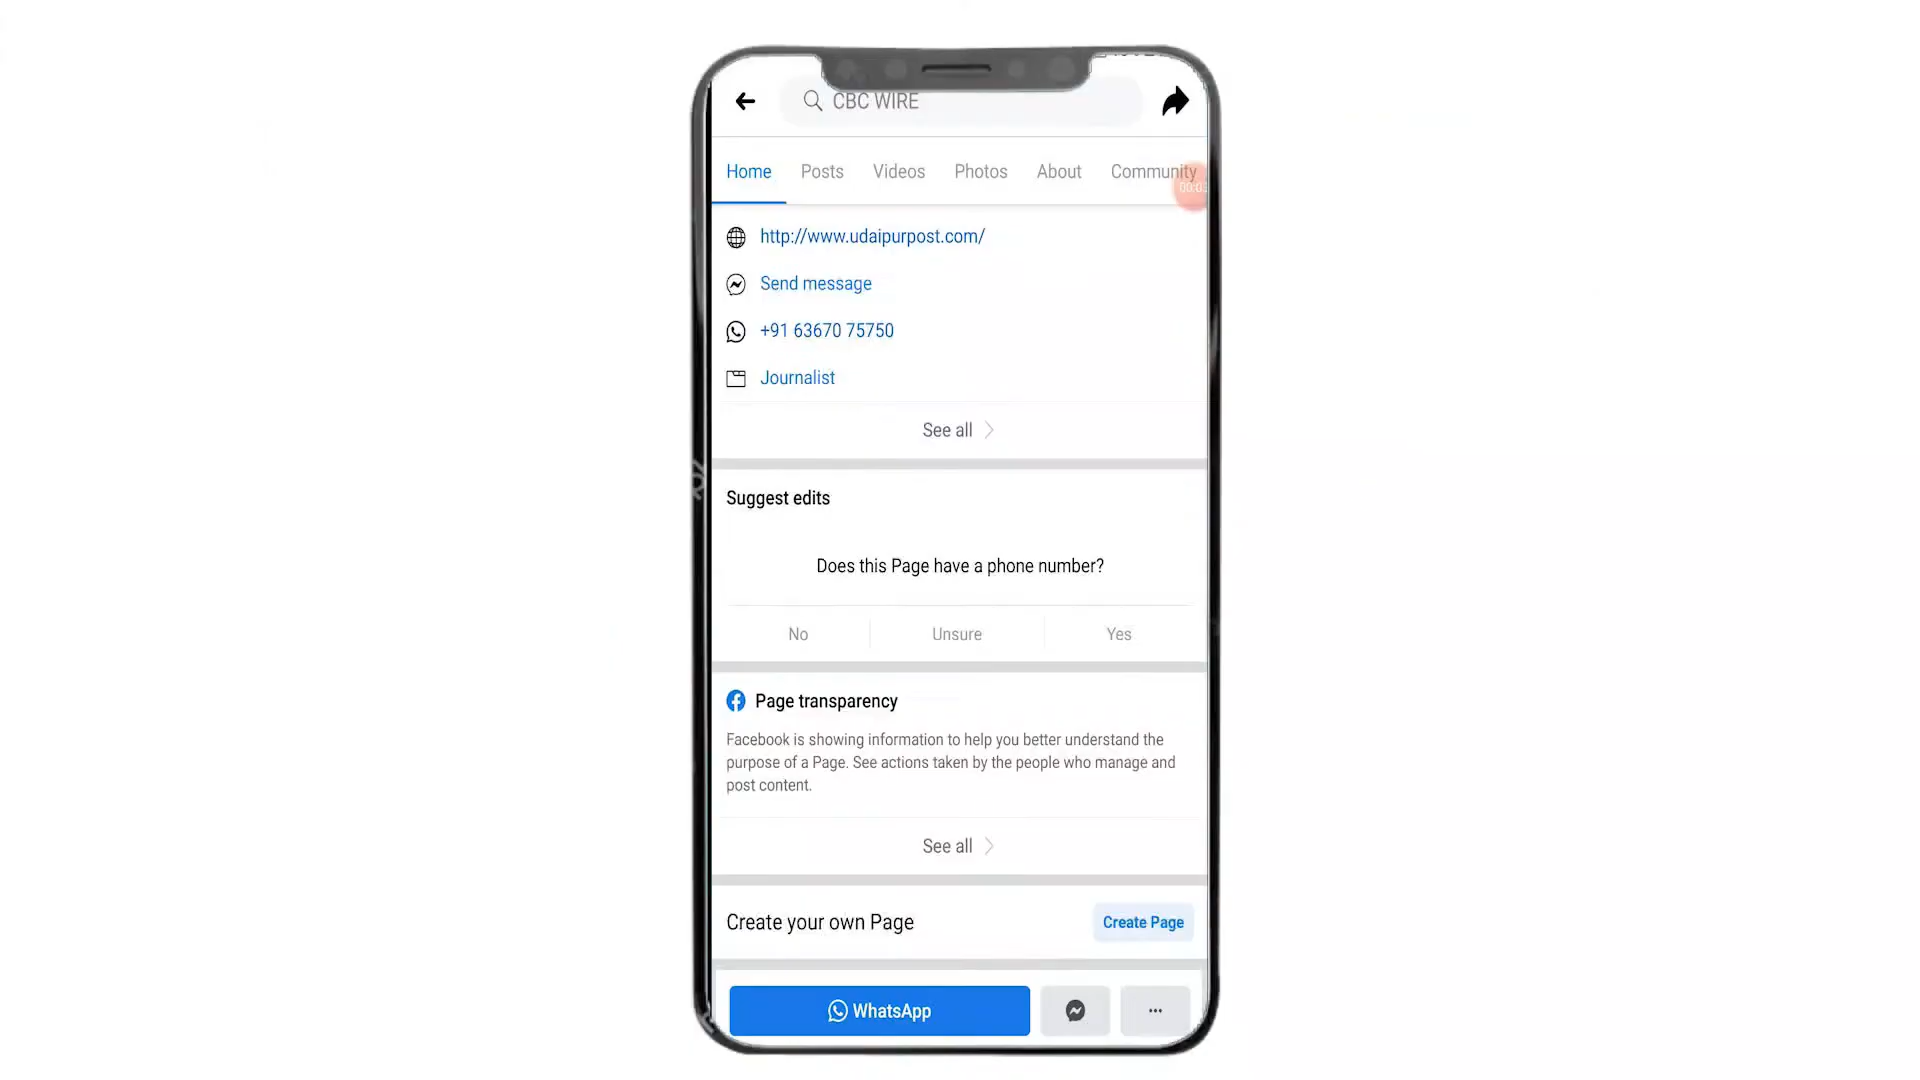 CBC WIRE
Home Posts Videos Photos About Community
http://www.udaipurpost.com/
Send message
+91 63670 75750
Journalist
See all
Suggest edits
Does this Page have a phone number?
No Unsure Yes
Page transparency
Facebook is showing information to help you better understand the
purpose of a Page. See actions taken by the people who manage and
post content.
See all
Create your own Page Create Page
WhatsApp